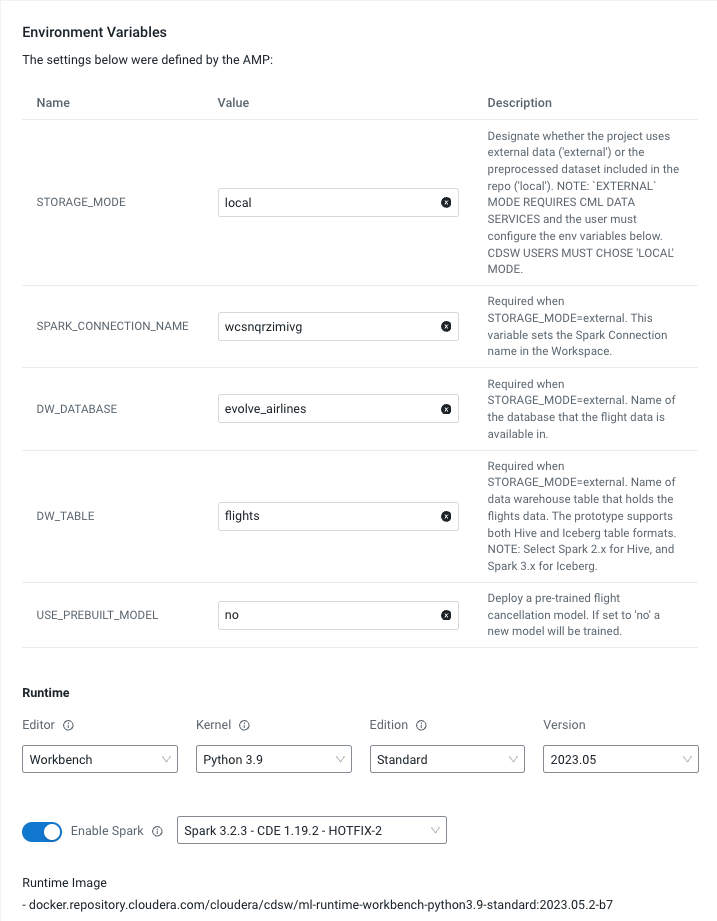 Environment Variables
The settings below were defined by the AMP:
Name Value Description
STORAGE_MODE
local
Designate whether the project uses
external data ('external') or the
preprocessed dataset included in the
repo ('local'). NOTE: `EXTERNAL`
MODE REQUIRES CML DATA
SERVICES and the user must
configure the env variables below.
CDSW USERS MUST CHOSE 'LOCAL'
MODE.
SPARK_CONNECTION_NAME
wcsnqrzimivg
Required when
STORAGE_MODE=external. This
variable sets the Spark Connection
name in the Workspace.
DW_DATABASE
evolve_airlines
Required when
STORAGE_MODE=external. Name of
the database that the flight data is
available in.
DW_TABLE
flights
Required when
STORAGE_MODE=external. Name of
data warehouse table that holds the
flights data. The prototype supports
both Hive and Iceberg table formats.
NOTE: Select Spark 2.x for Hive, and
Spark 3.x for Iceberg.
USE_PREBUILT_MODEL
no
Deploy a pre-trained flight
cancellation model. If set to 'no' a
new model will be trained.
Runtime
Editor Kernel Edition Version
Workbench Python 3.9 Standard 2023.05
Enable Spark Spark 3.2.3 - CDE 1.19.2 - HOTFIX-2
Runtime Image
- docker.repository.cloudera.com/cloudera/cdsw/ml-runtime-workbench-python3.9-standard:2023.05.2-b7